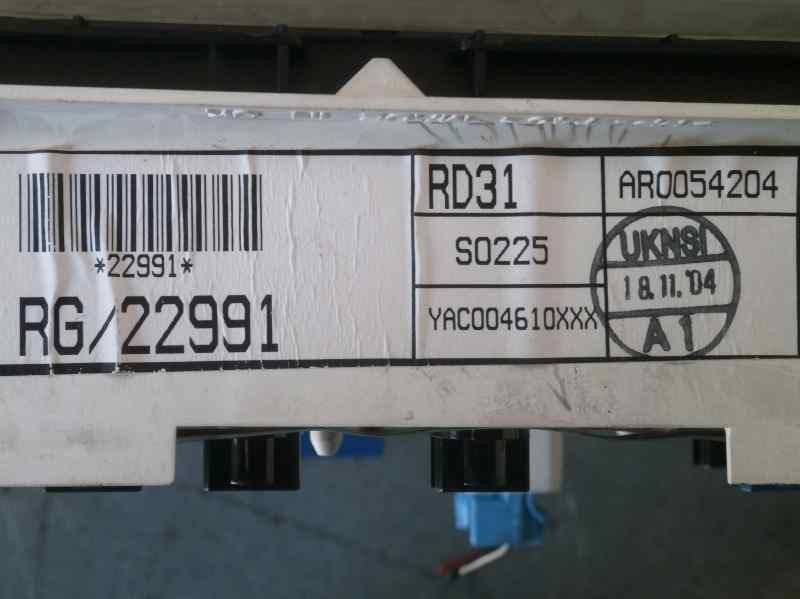 *22991*
RG/22991
RD31
AR0054204
S0225
YAC004610XXX
UKNSI
18.11.'04
A1